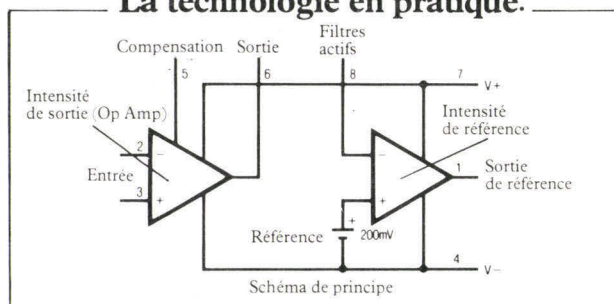 La technologie en pratique.
Compensation
Sortie
Filtres
actifs
5
6
8
7
V+
Intensité
de sortie (Op Amp)
Intensité
de référence
2
−
Entrée
3
+
−
+
1
Sortie
de référence
Référence
+
200mV
4
V−
Schéma de principe